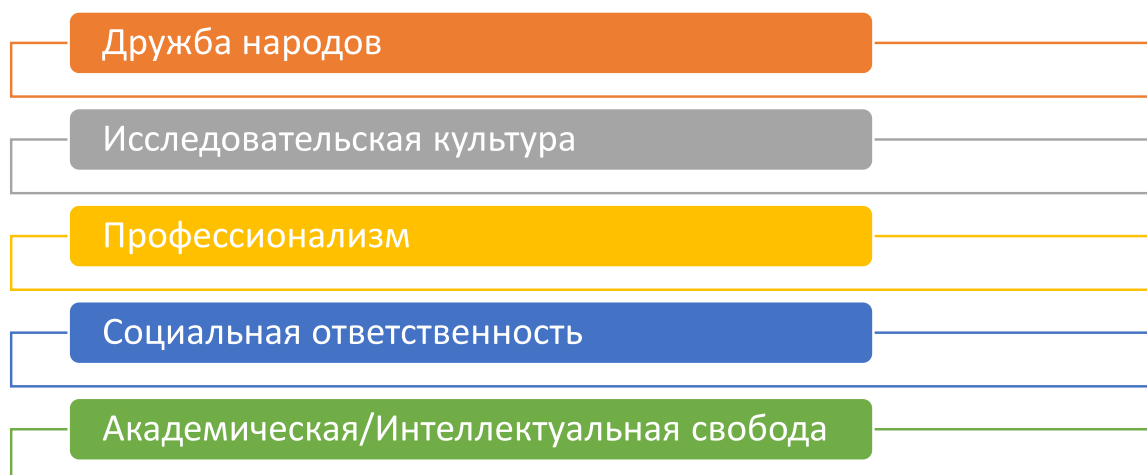 Дружба народов
Исследовательская культура
Профессионализм
Социальная ответственность
Академическая/Интеллектуальная свобода